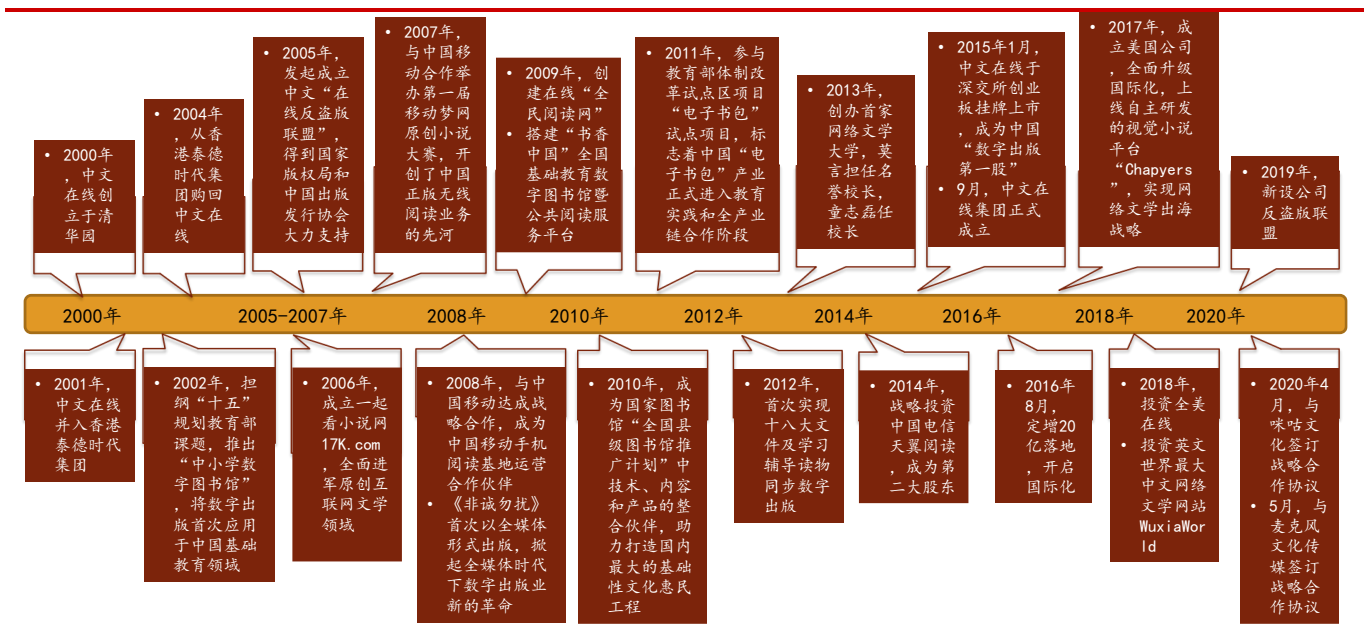 • 2000年
，中文
在线创
立于清
华园
• 2004年
，从香
港泰德
时代集
团购回
中文在
线
• 2005年，
发起成立
中文“在
线反盗版
联盟”，
得到国家
版权局和
中国出版
发行协会
大力支持
• 2007年，
与中国移
动合作举
办第一届
移动梦网
原创小说
大赛，开
创了中国
正版无线
阅读业务
的先河
• 2009年，创
建在线“全
民阅读网”
• 搭建“书香
中国”全国
基础教育数
字图书馆暨
公共阅读服
务平台
• 2011年，参与
教育部体制改
革试点区项目
“电子书包”
试点项目，标
志着中国“电
子书包”产业
正式进入教育
实践和全产业
链合作阶段
• 2013年，
创办首家
网络文学
大学，莫
言担任名
誉校长，
童志磊任
校长
• 2015年1月，
中文在线于
深交所创业
板挂牌上市
，成为中国
“数字出版
第一股”
• 9月，中文在
线集团正式
成立
• 2017年，成
立美国公司
，全面升级
国际化，上
线自主研发
的视觉小说
平台
“Chapyers
”，实现网
络文学出海
战略
• 2019年，
新设公司
反盗版联
盟
2000年 2005-2007年 2008年 2010年 2012年 2014年 2016年 2018年 2020年
• 2001年，
中文在线
并入香港
泰德时代
集团
• 2002年，担
纲“十五”
规划教育部
课题，推出
“中小学数
字图书馆”
，将数字出
版首次应用
于中国基础
教育领域
• 2006年，
成立一起
看小说网
17K.com
，全面进
军原创互
联网文学
领域
• 2008年，与中
国移动达成战
略合作，成为
中国移动手机
阅读基地运营
合作伙伴
• 《非诚勿扰》
首次以全媒体
形式出版，掀
起全媒体时代
下数字出版业
新的革命
• 2010年，成
为国家图书
馆“全国县
级图书馆推
广计划”中
技术、内容
和产品的整
合伙伴，助
力打造国内
最大的基础
性文化惠民
工程
• 2012年，
首次实现
十八大文
件及学习
辅导读物
同步数字
出版
• 2014年，
战略投资
中国电信
天翼阅读
，成为第
二大股东
• 2016年
8月，
定增20
亿落地
，开启
国际化
• 2018年，
投资全美
在线
• 投资英文
世界最大
中文网络
文学网站
WuxiaWor
ld
• 2020年4
月，与
咪咕文
化签订
战略合
作协议
• 5月，与
麦克风
文化传
媒签订
战略合
作协议